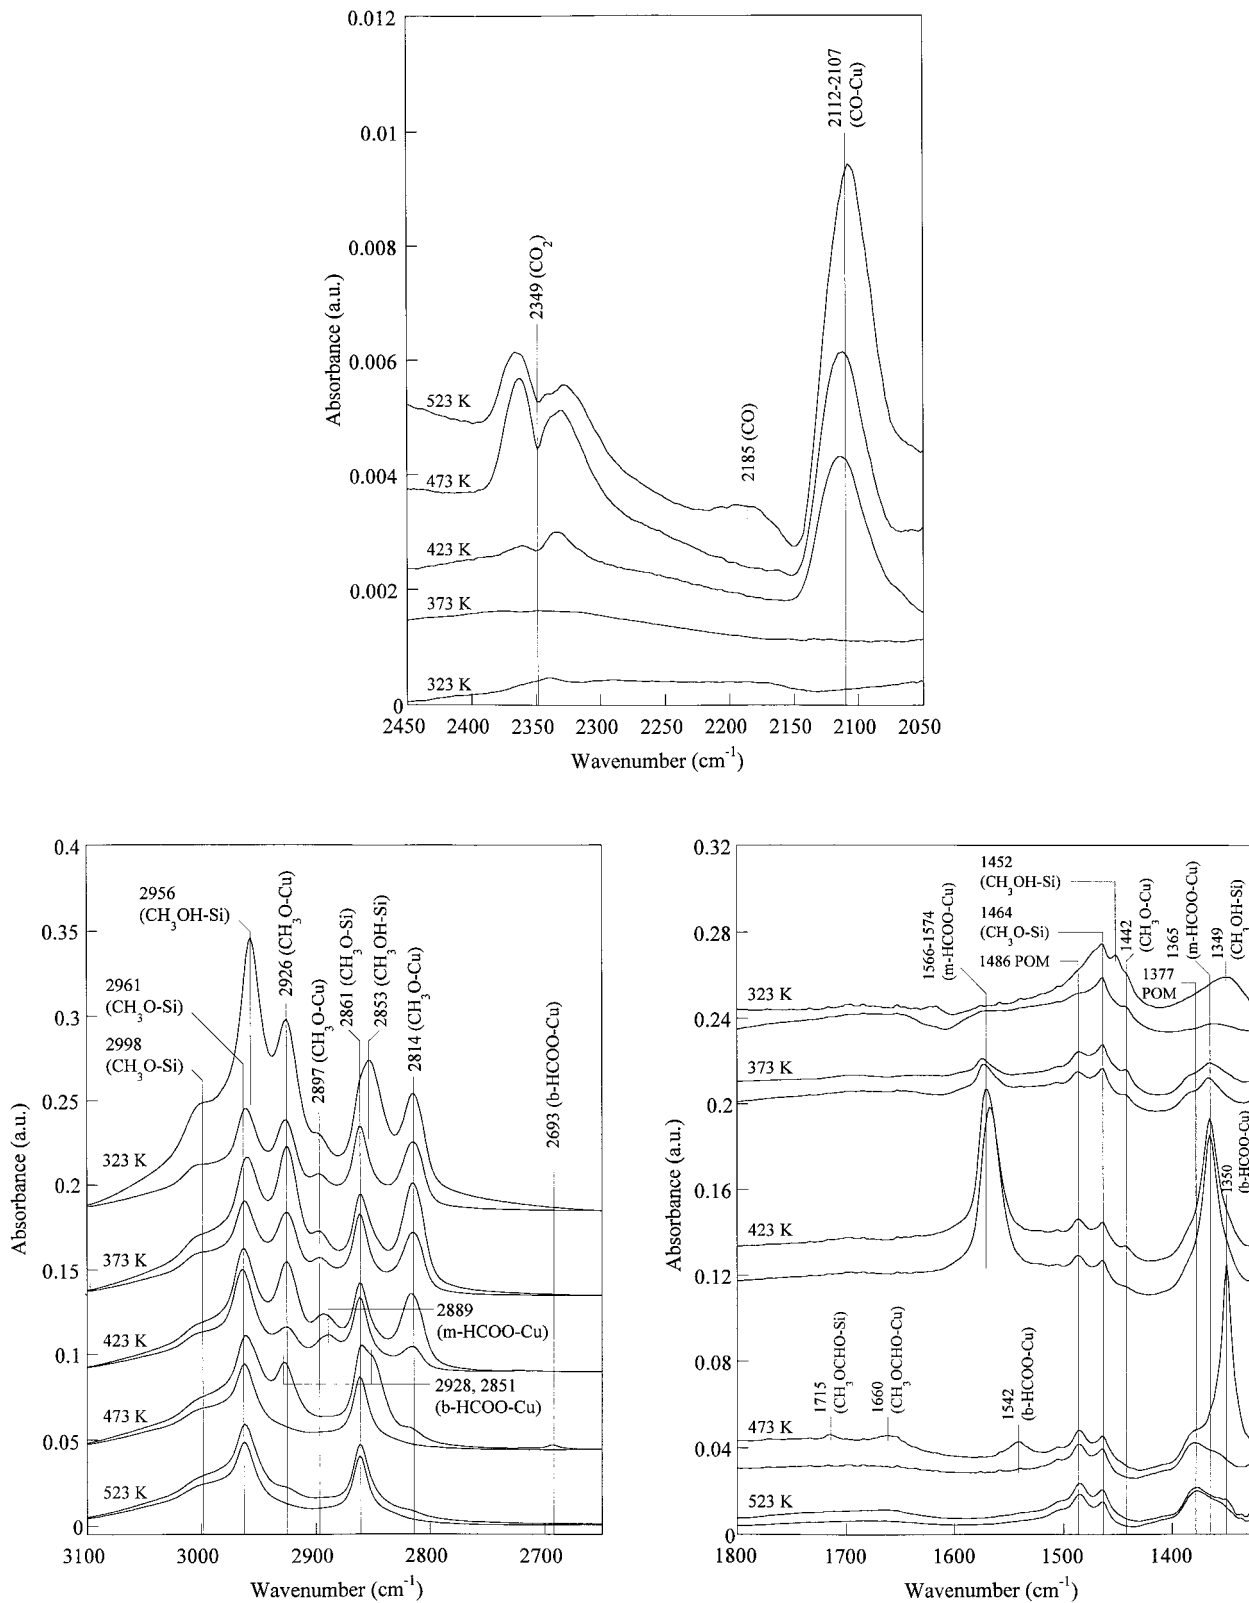 0.012
0.01
0.008
0.006
0.004
0.002
0
Absorbance (a.u.)
2349 (CO2)
2185 (CO)
2112-2107
(CO-Cu)
523 K
473 K
423 K
373 K
323 K
2450 2400 2350 2300 2250 2200 2150 2100 2050
Wavenumber (cm-1)
0.4
0.35
0.3
0.25
0.2
0.15
0.1
0.05
0
Absorbance (a.u.)
2956
(CH3OH-Si)
2961
(CH3O-Si)
2998
(CH3O-Si)
2926 (CH3O-Cu)
2897 (CH3O-Cu)
2861 (CH3O-Si)
2853 (CH3OH-Si)
2814 (CH3O-Cu)
2693 (b-HCOO-Cu)
323 K
373 K
423 K
473 K
523 K
2889
(m-HCOO-Cu)
2928, 2851
(b-HCOO-Cu)
3100 3000 2900 2800 2700
Wavenumber (cm-1)
0.32
0.28
0.24
0.2
0.16
0.12
0.08
0.04
0
Absorbance (a.u.)
1566-1574
(m-HCOO-Cu)
1452
(CH3OH-Si)
1464
(CH3O-Si)
1486 POM
1442
(CH3O-Cu)
1377
POM
1365
(m-HCOO-Cu)
1349
(CH3OH-Si)
1350
(b-HCOO-Cu)
323 K
373 K
423 K
473 K
523 K
1715
(CH3OCHO-Si)
1660
(CH3OCHO-Cu)
1542
(b-HCOO-Cu)
1800 1700 1600 1500 1400
Wavenumber (cm-1)